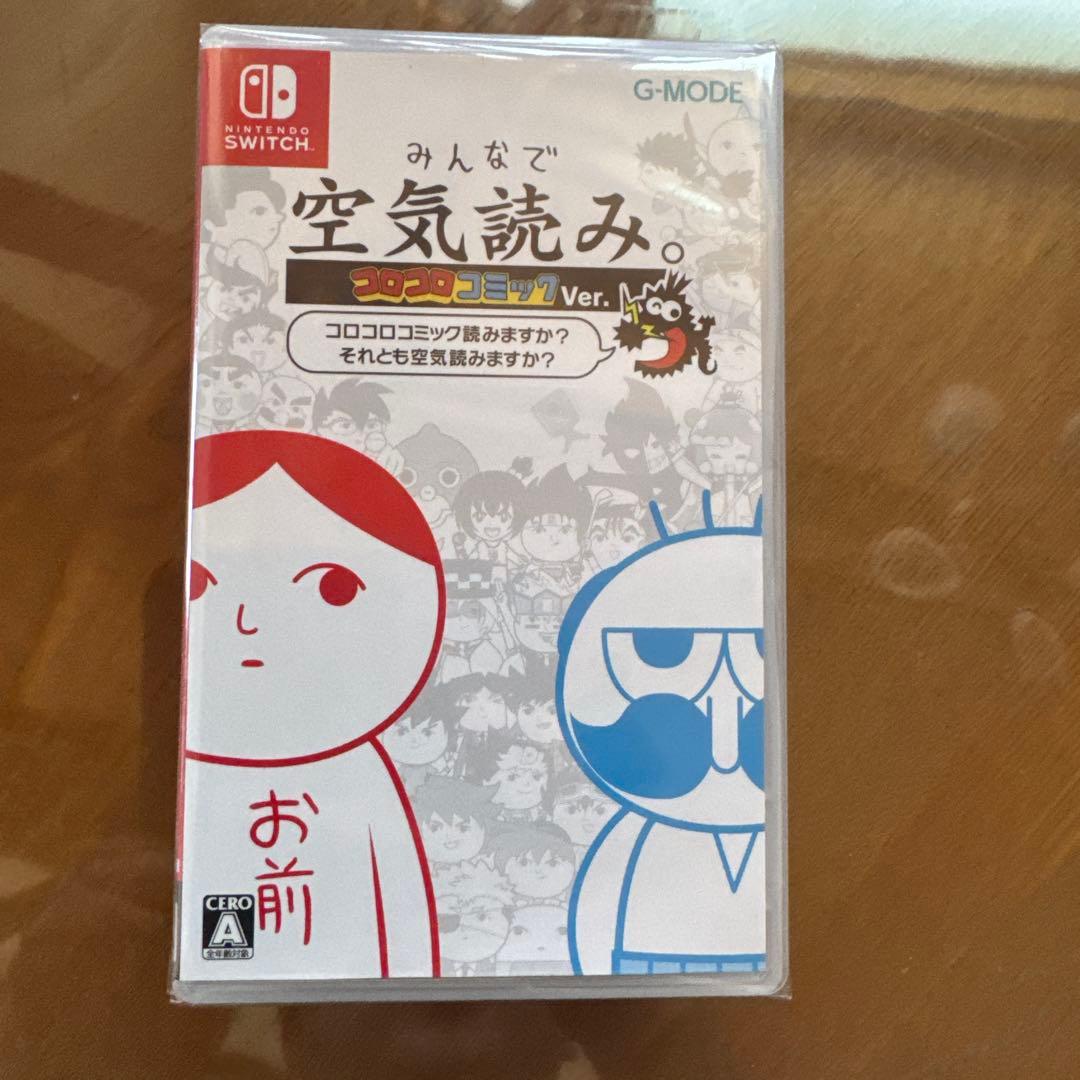 NINTENDO
SWITCH
G-MODE
みんなで
空気読み。
コロコロコミック Ver.
コロコロコミック読みますか?
それとも空気読みますか?
お前
CERO
A
全年齢対象